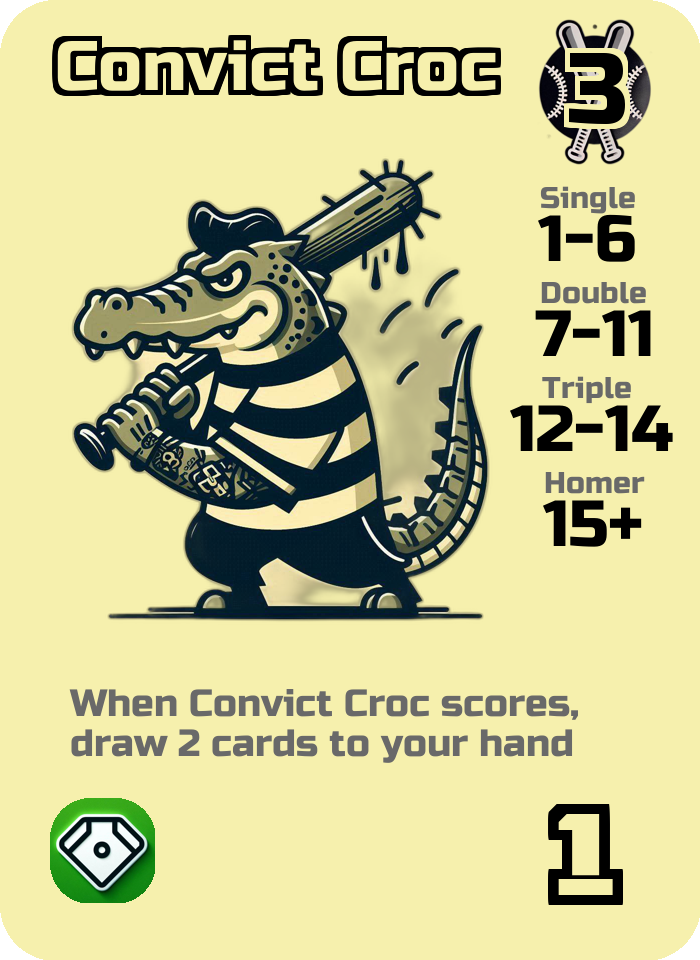 Convict Croc
3
Single
1-6
Double
7-11
Triple
12-14
Homer
15+
When Convict Croc scores,
draw 2 cards to your hand
1